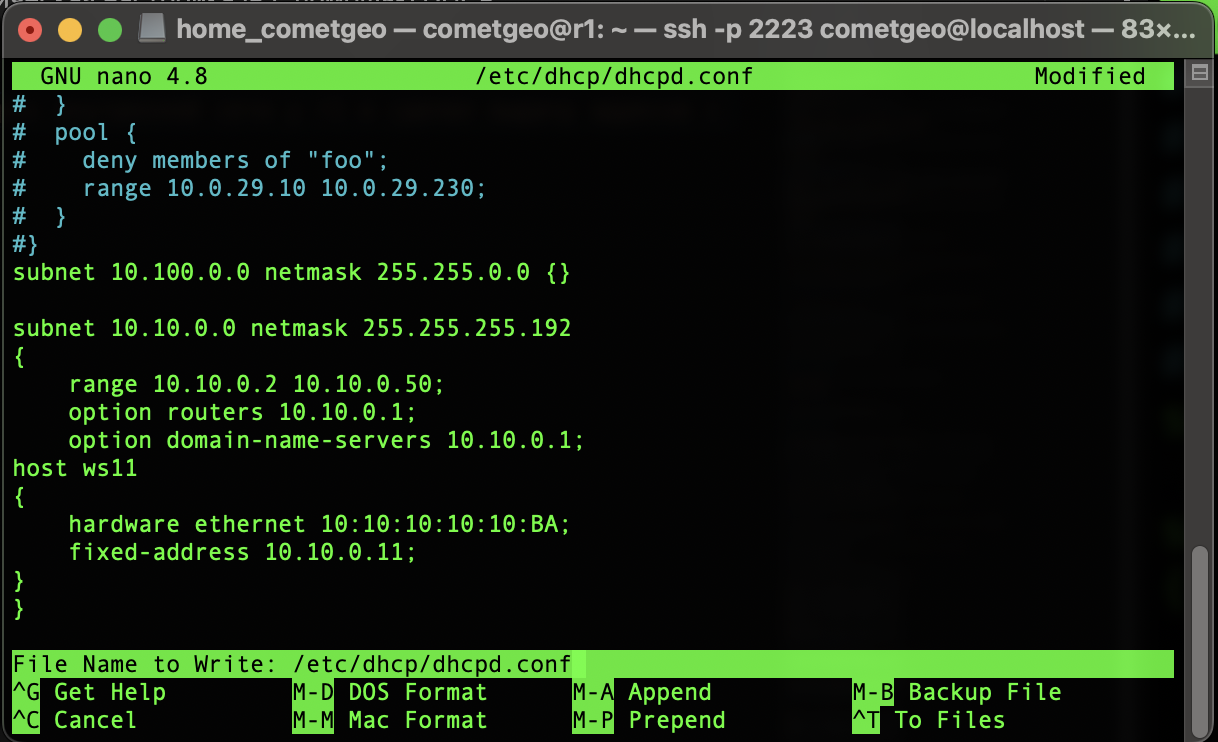 home_cometgeo — cometgeo@r1: ~ — ssh -p 2223 cometgeo@localhost — 83×...
GNU nano 4.8 /etc/dhcp/dhcpd.conf Modified
#  }
#  pool {
#    deny members of "foo";
#    range 10.0.29.10 10.0.29.230;
#  }
#}
subnet 10.100.0.0 netmask 255.255.0.0 {}
subnet 10.10.0.0 netmask 255.255.255.192
{
    range 10.10.0.2 10.10.0.50;
    option routers 10.10.0.1;
    option domain-name-servers 10.10.0.1;
host ws11
{
    hardware ethernet 10:10:10:10:10:BA;
    fixed-address 10.10.0.11;
}
}
File Name to Write: /etc/dhcp/dhcpd.conf
^G Get Help M-D DOS Format M-A Append M-B Backup File
^C Cancel M-M Mac Format M-P Prepend ^T To Files